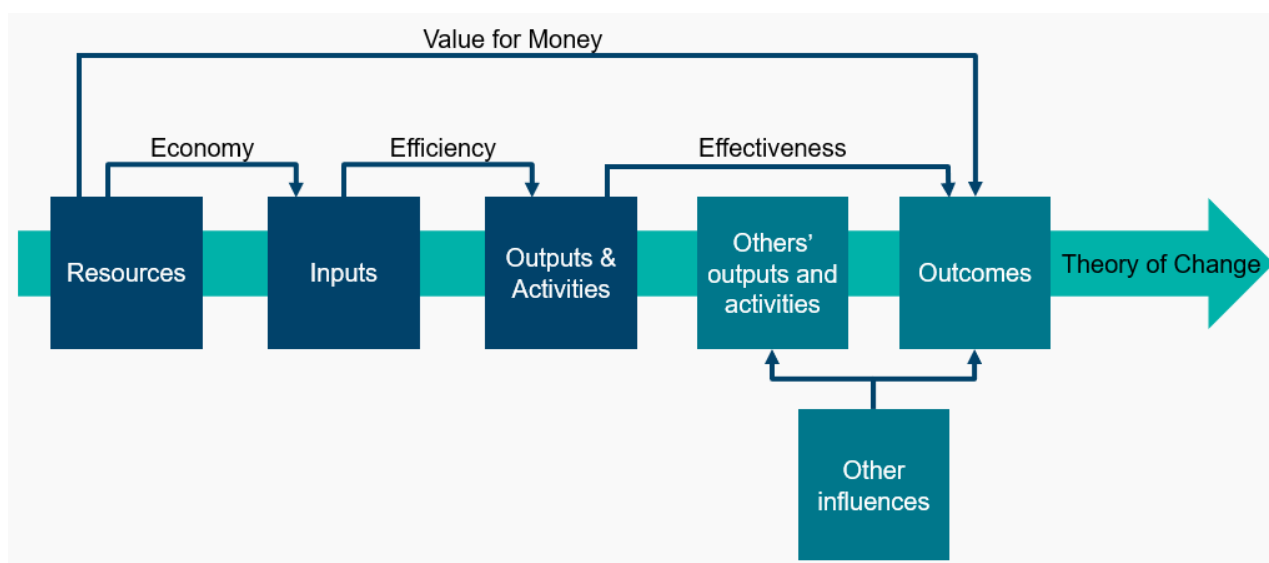 Value for Money
Economy
Efficiency
Effectiveness
Resources
Inputs
Outputs &
Activities
Others’
outputs and
activities
Outcomes
Theory of Change
Other
influences